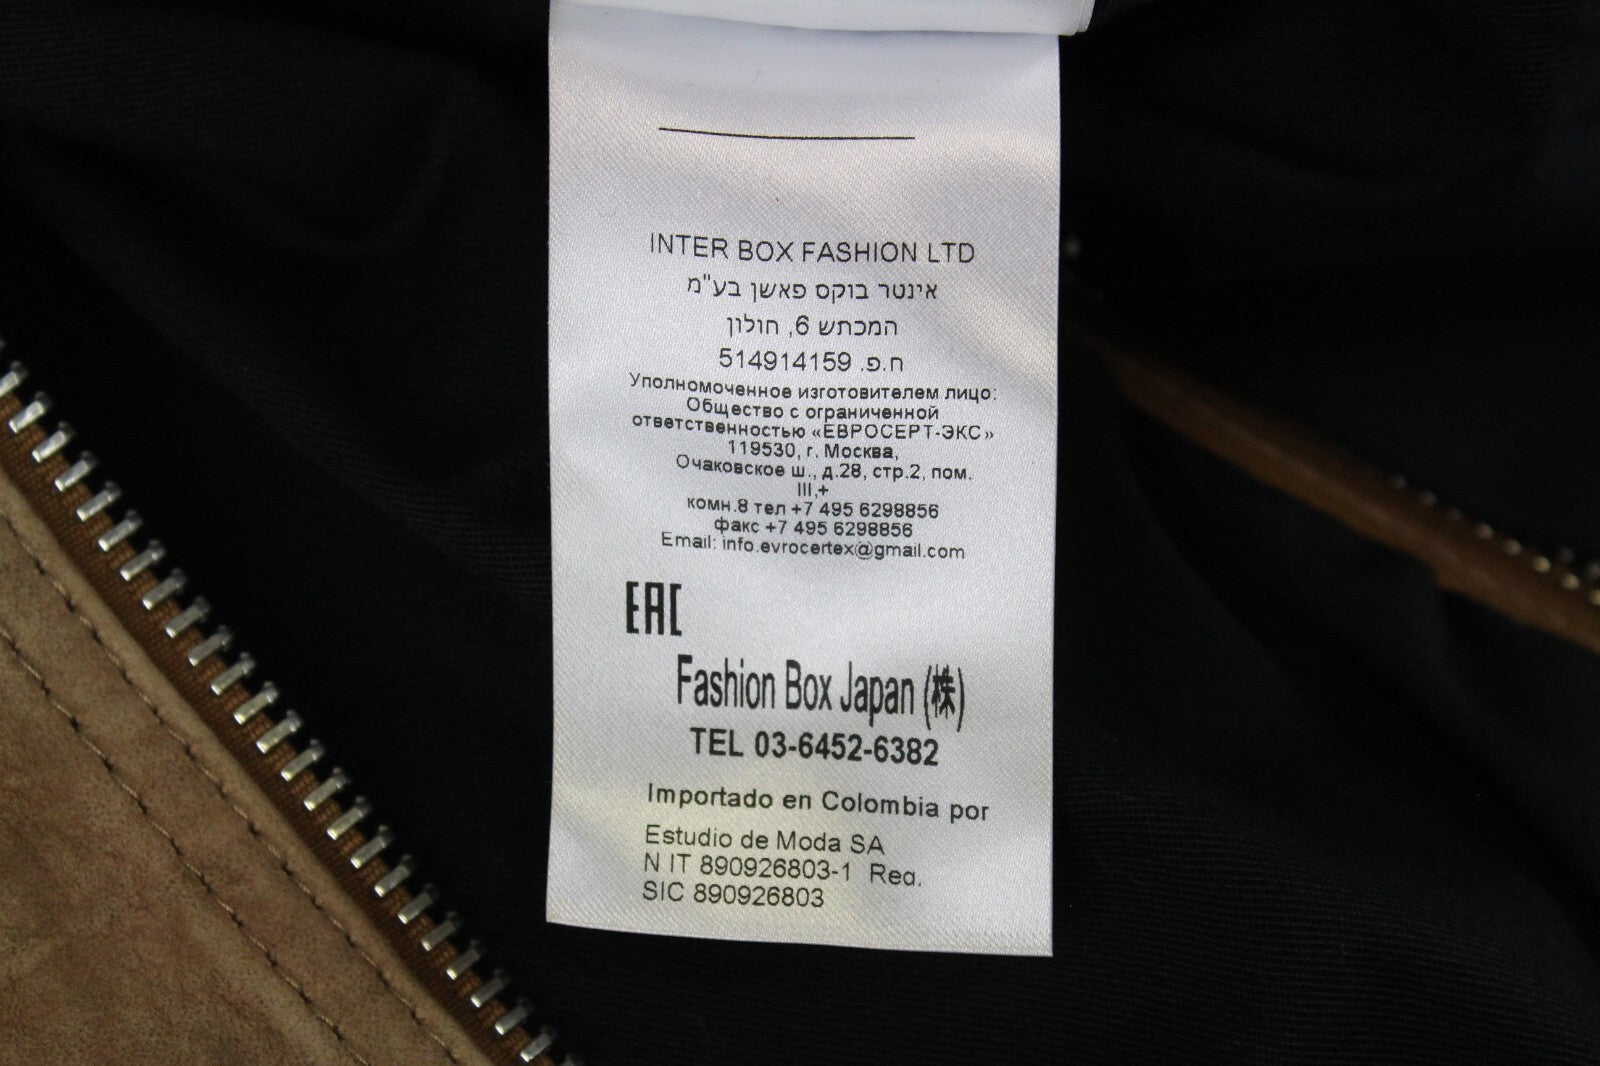 INTER BOX FASHION LTD
אינטר בוקס פאשן בע"מ
המכתש 6, חולון
ח.פ. 514914159
Уполномоченное изготовителем лицо:
Общество с ограниченной
ответственностью «ЕВРОСЕРТ-ЭКС»
119530, г. Москва,
Очаковское ш., д.28, стр.2, пом.
III,+
комн.8 тел +7 495 6298856
факс +7 495 6298856
Email: info.evrocertex@gmail.com
EAC
Fashion Box Japan (株)
TEL 03-6452-6382
Importado en Colombia por
Estudio de Moda SA
N IT 890926803-1 Reg.
SIC 890926803